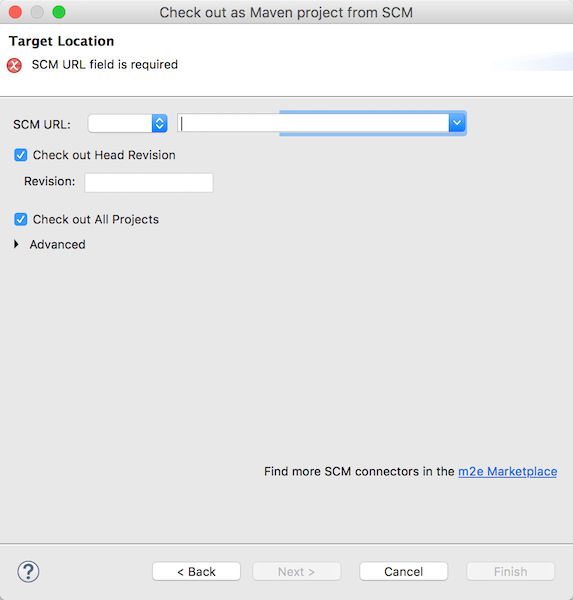 Check out as Maven project from SCM
Target Location
SCM URL field is required
SCM URL:
Check out Head Revision
Revision:
Check out All Projects
Advanced
Find more SCM connectors in the m2e Marketplace
? < Back Next > Cancel Finish